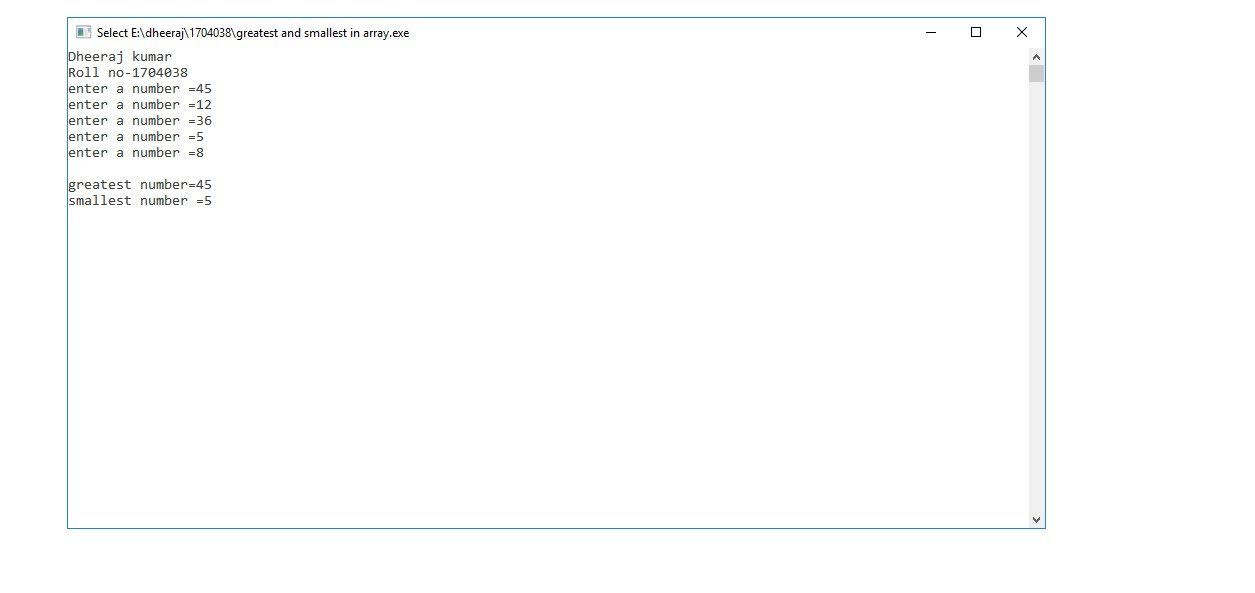 Select E:\dheeraj\1704038\greatest and smallest in array.exe
Dheeraj kumar
Roll no-1704038
enter a number =45
enter a number =12
enter a number =36
enter a number =5
enter a number =8
greatest number=45
smallest number =5